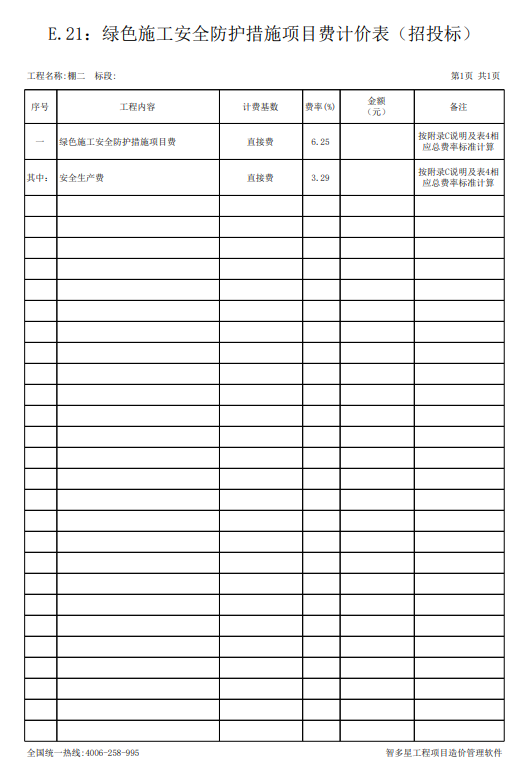 E.21: 绿色施工安全防护措施项目费计价表（招投标）
工程名称:棚二 标段: 第1页 共1页
序号 工程内容 计费基数 费率(%) 金额（元） 备注
一 绿色施工安全防护措施项目费 直接费 6.25 按附录C说明及表4相应总费率标准计算
其中: 安全生产费 直接费 3.29 按附录C说明及表4相应总费率标准计算
全国统一热线:4006-258-995 智多星工程项目造价管理软件